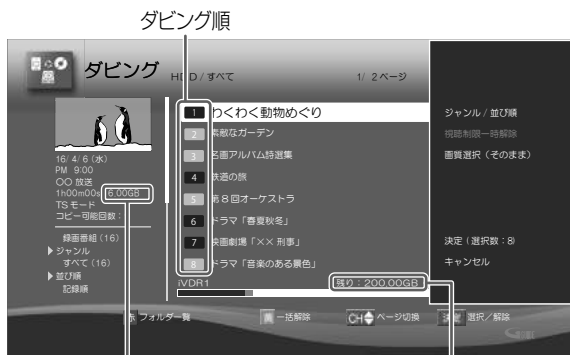 ダビング順
ダビング
HDD/すべて
1/ 2ページ
1 わくわく動物めぐり
2 素敵なガーデン
3 名画アルバム詩選集
4 鉄道の旅
5 第8回オーケストラ
6 ドラマ「春夏秋冬」
7 映画劇場「×× 刑事」
8 ドラマ「音楽のある景色」
16/ 4/ 6 (水)
PM 9:00
○○ 放送
1h00m00s 6.00GB
TSモード
コピー可能回数:
録画番組 (16)
▶ジャンル
すべて (16)
▶並び順
記録順
iVDR1
残り:200.00GB
ジャンル / 並び順
視聴制限一時解除
画質選択(そのまま)
決定(選択数:8)
キャンセル
フォルダ一覧
一括解除
CH ページ切換
選択/解除